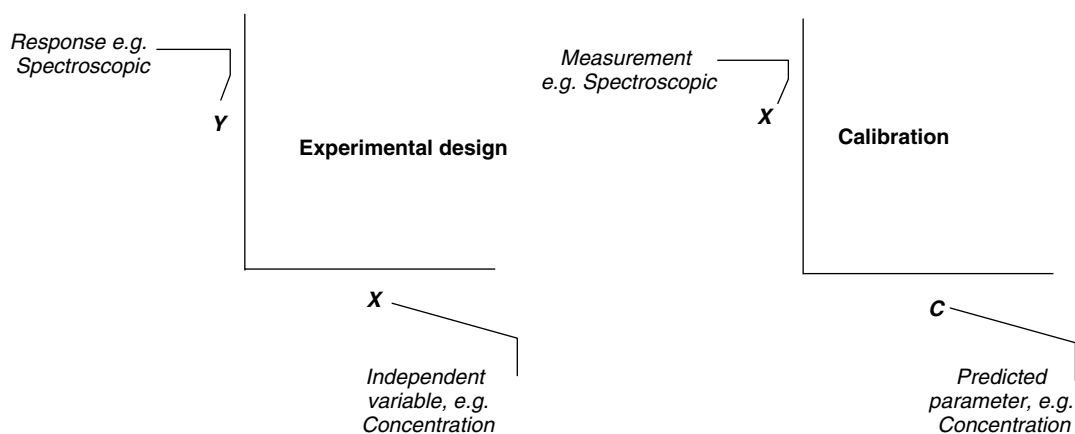 Response e.g.
Spectroscopic
Y
Experimental design
X
Independent
variable, e.g.
Concentration
Measurement
e.g. Spectroscopic
X
Calibration
C
Predicted
parameter, e.g.
Concentration